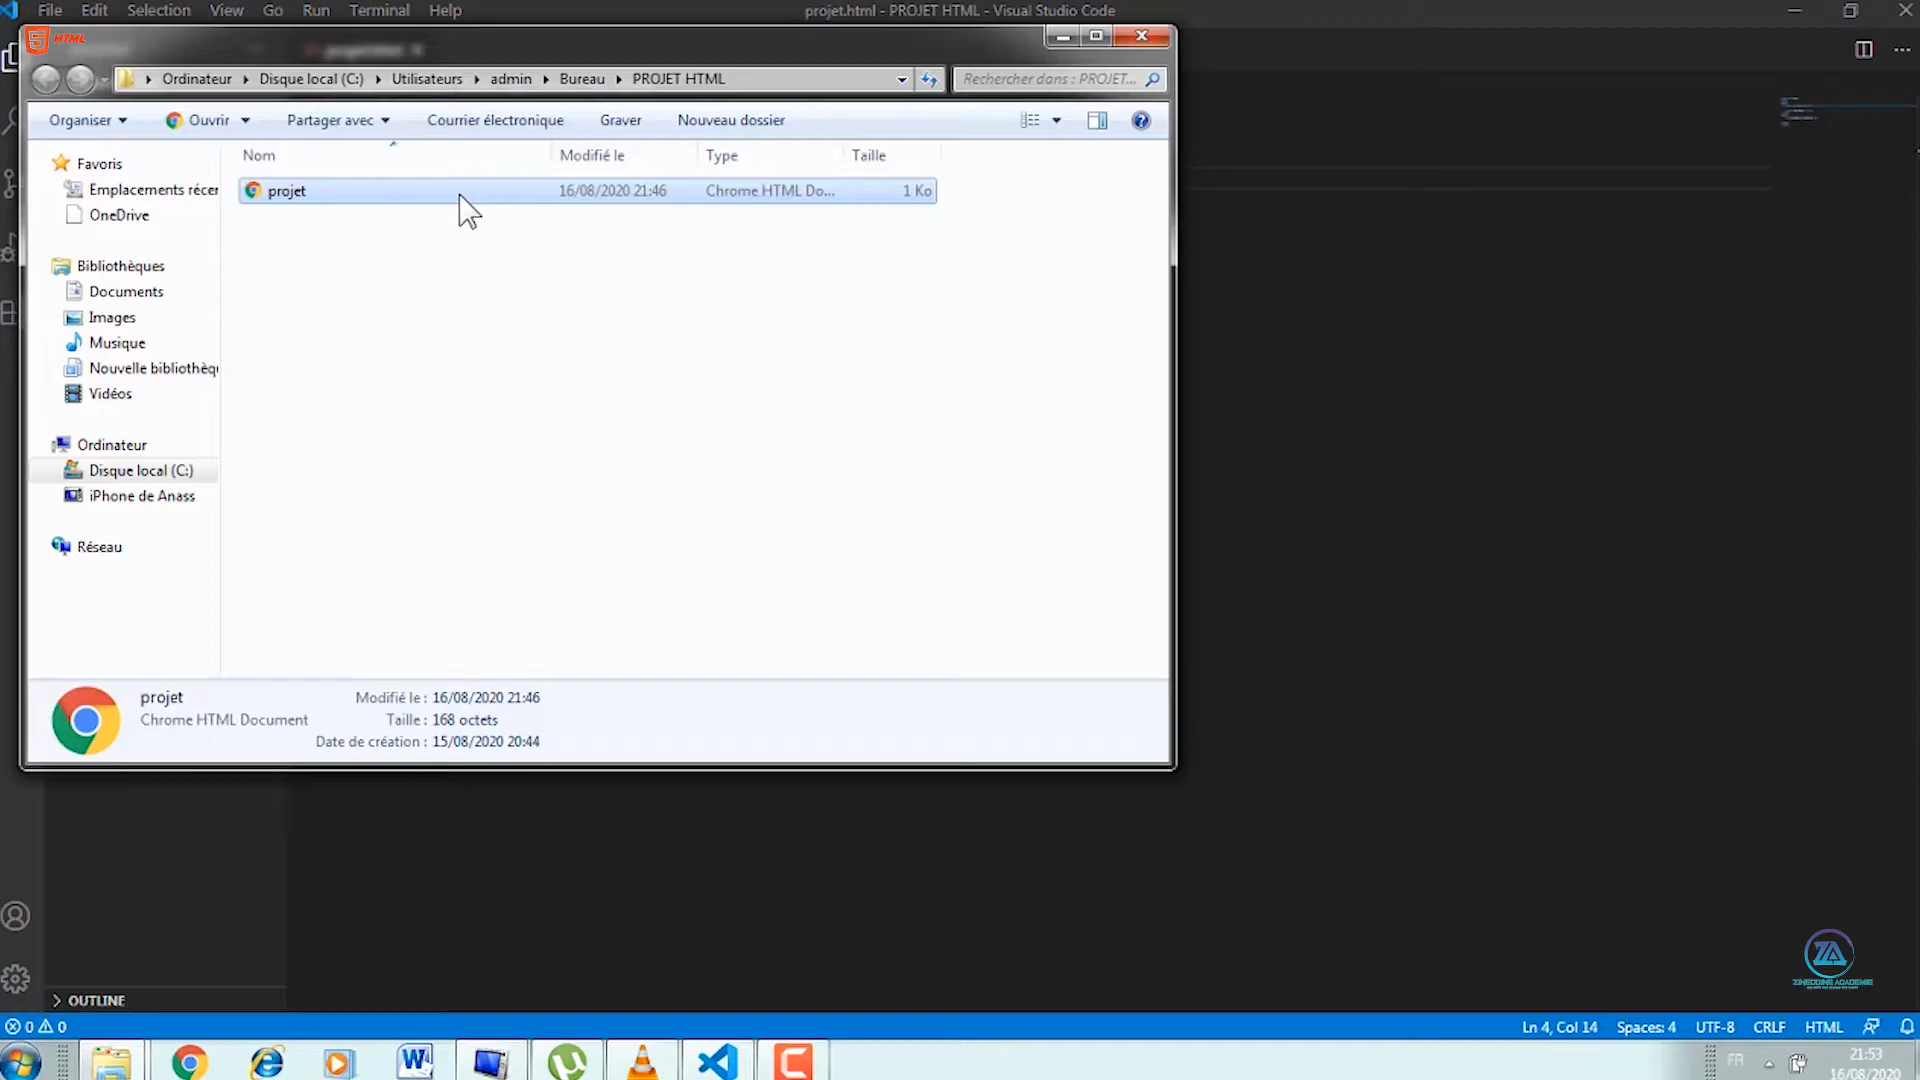 File Edit Selection View Go Run Terminal Help
projet.html - PROJET HTML - Visual Studio Code
HTML
Ordinateur Disque local (C:) Utilisateurs admin Bureau PROJET HTML
Rechercher dans : PROJET...
Organiser Ouvrir Partager avec Courrier électronique Graver Nouveau dossier
Nom Modifié le Type Taille
projet 16/08/2020 21:46 Chrome HTML Do... 1 Ko
Favoris
Emplacements récen
OneDrive
Bibliothèques
Documents
Images
Musique
Nouvelle bibliothèqu
Vidéos
Ordinateur
Disque local (C:)
iPhone de Anass
Réseau
projet
Chrome HTML Document
Modifié le : 16/08/2020 21:46
Taille : 168 octets
Date de création : 15/08/2020 20:44
OUTLINE
ZA
ZINEDDINE ACADEMIE
0 0
Ln 4, Col 14 Spaces: 4 UTF-8 CRLF HTML
FR
21:53
16/08/2020